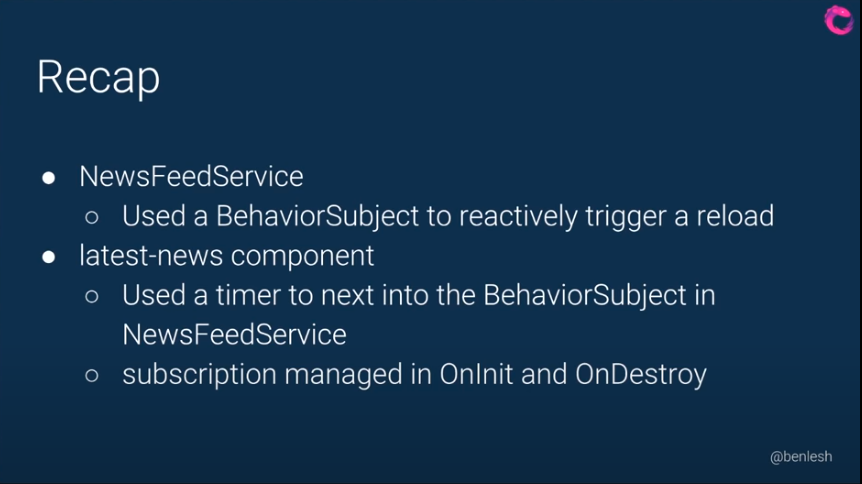 Recap
● NewsFeedService
○ Used a BehaviorSubject to reactively trigger a reload
● latest-news component
○ Used a timer to next into the BehaviorSubject in
NewsFeedService
○ subscription managed in OnInit and OnDestroy
@benlesh